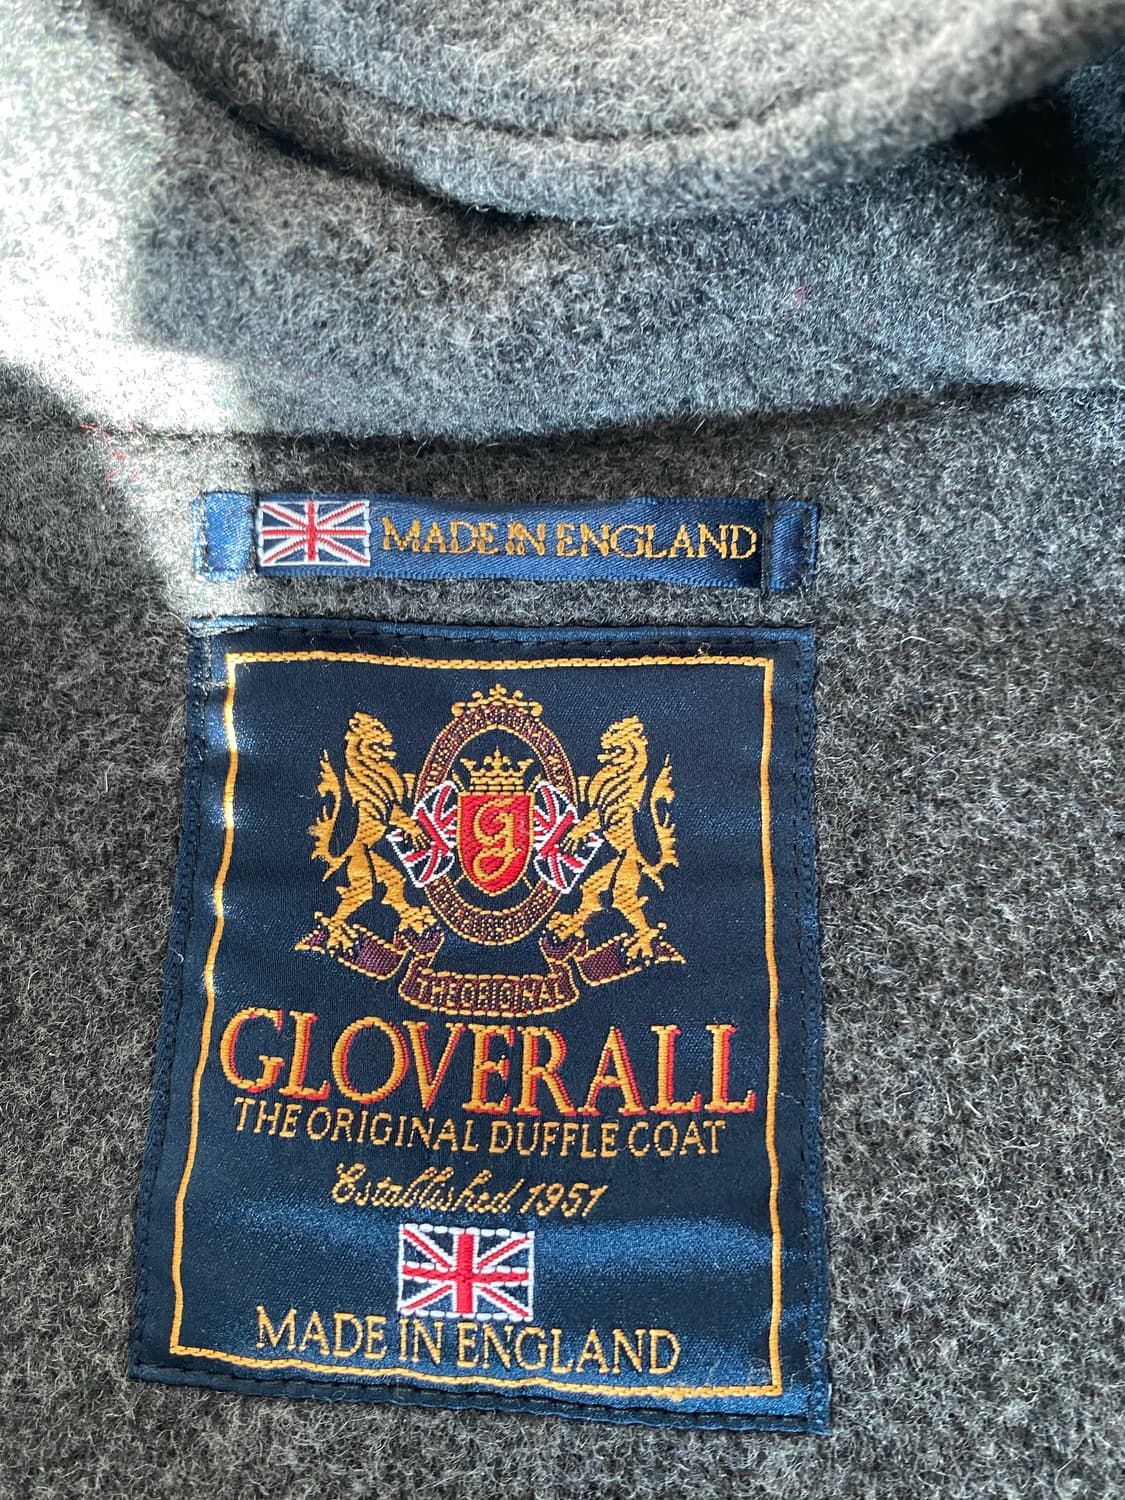 MADE IN ENGLAND
G
THE ORIGINAL
GLOVERALL
THE ORIGINAL DUFFLE COAT
Established 1951
MADE IN ENGLAND